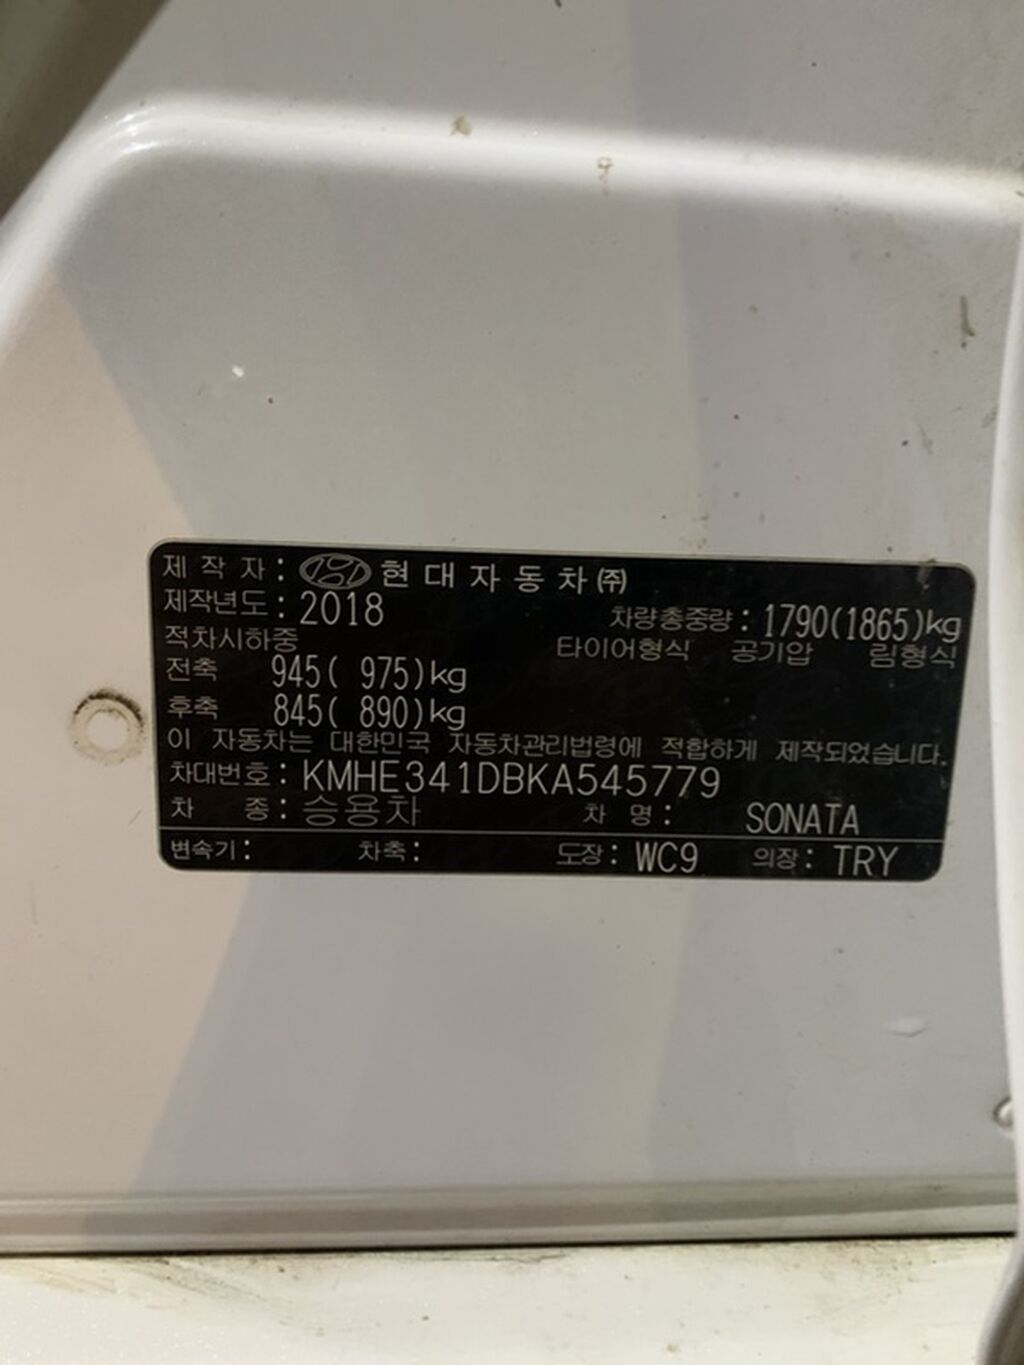 제 작 자 : 현대자동차㈜
제작년도 : 2018 차량총중량 : 1790(1865)kg
적차시하중 타이어형식 공기압 림형식
전축 945( 975)kg
후축 845( 890)kg
이 자동차는 대한민국 자동차관리법령에 적합하게 제작되었습니다.
차대번호 : KMHE341DBKA545779
차 종 : 승용차 차 명 : SONATA
변속기 : 차축 : 도장 : WC9 의장 : TRY